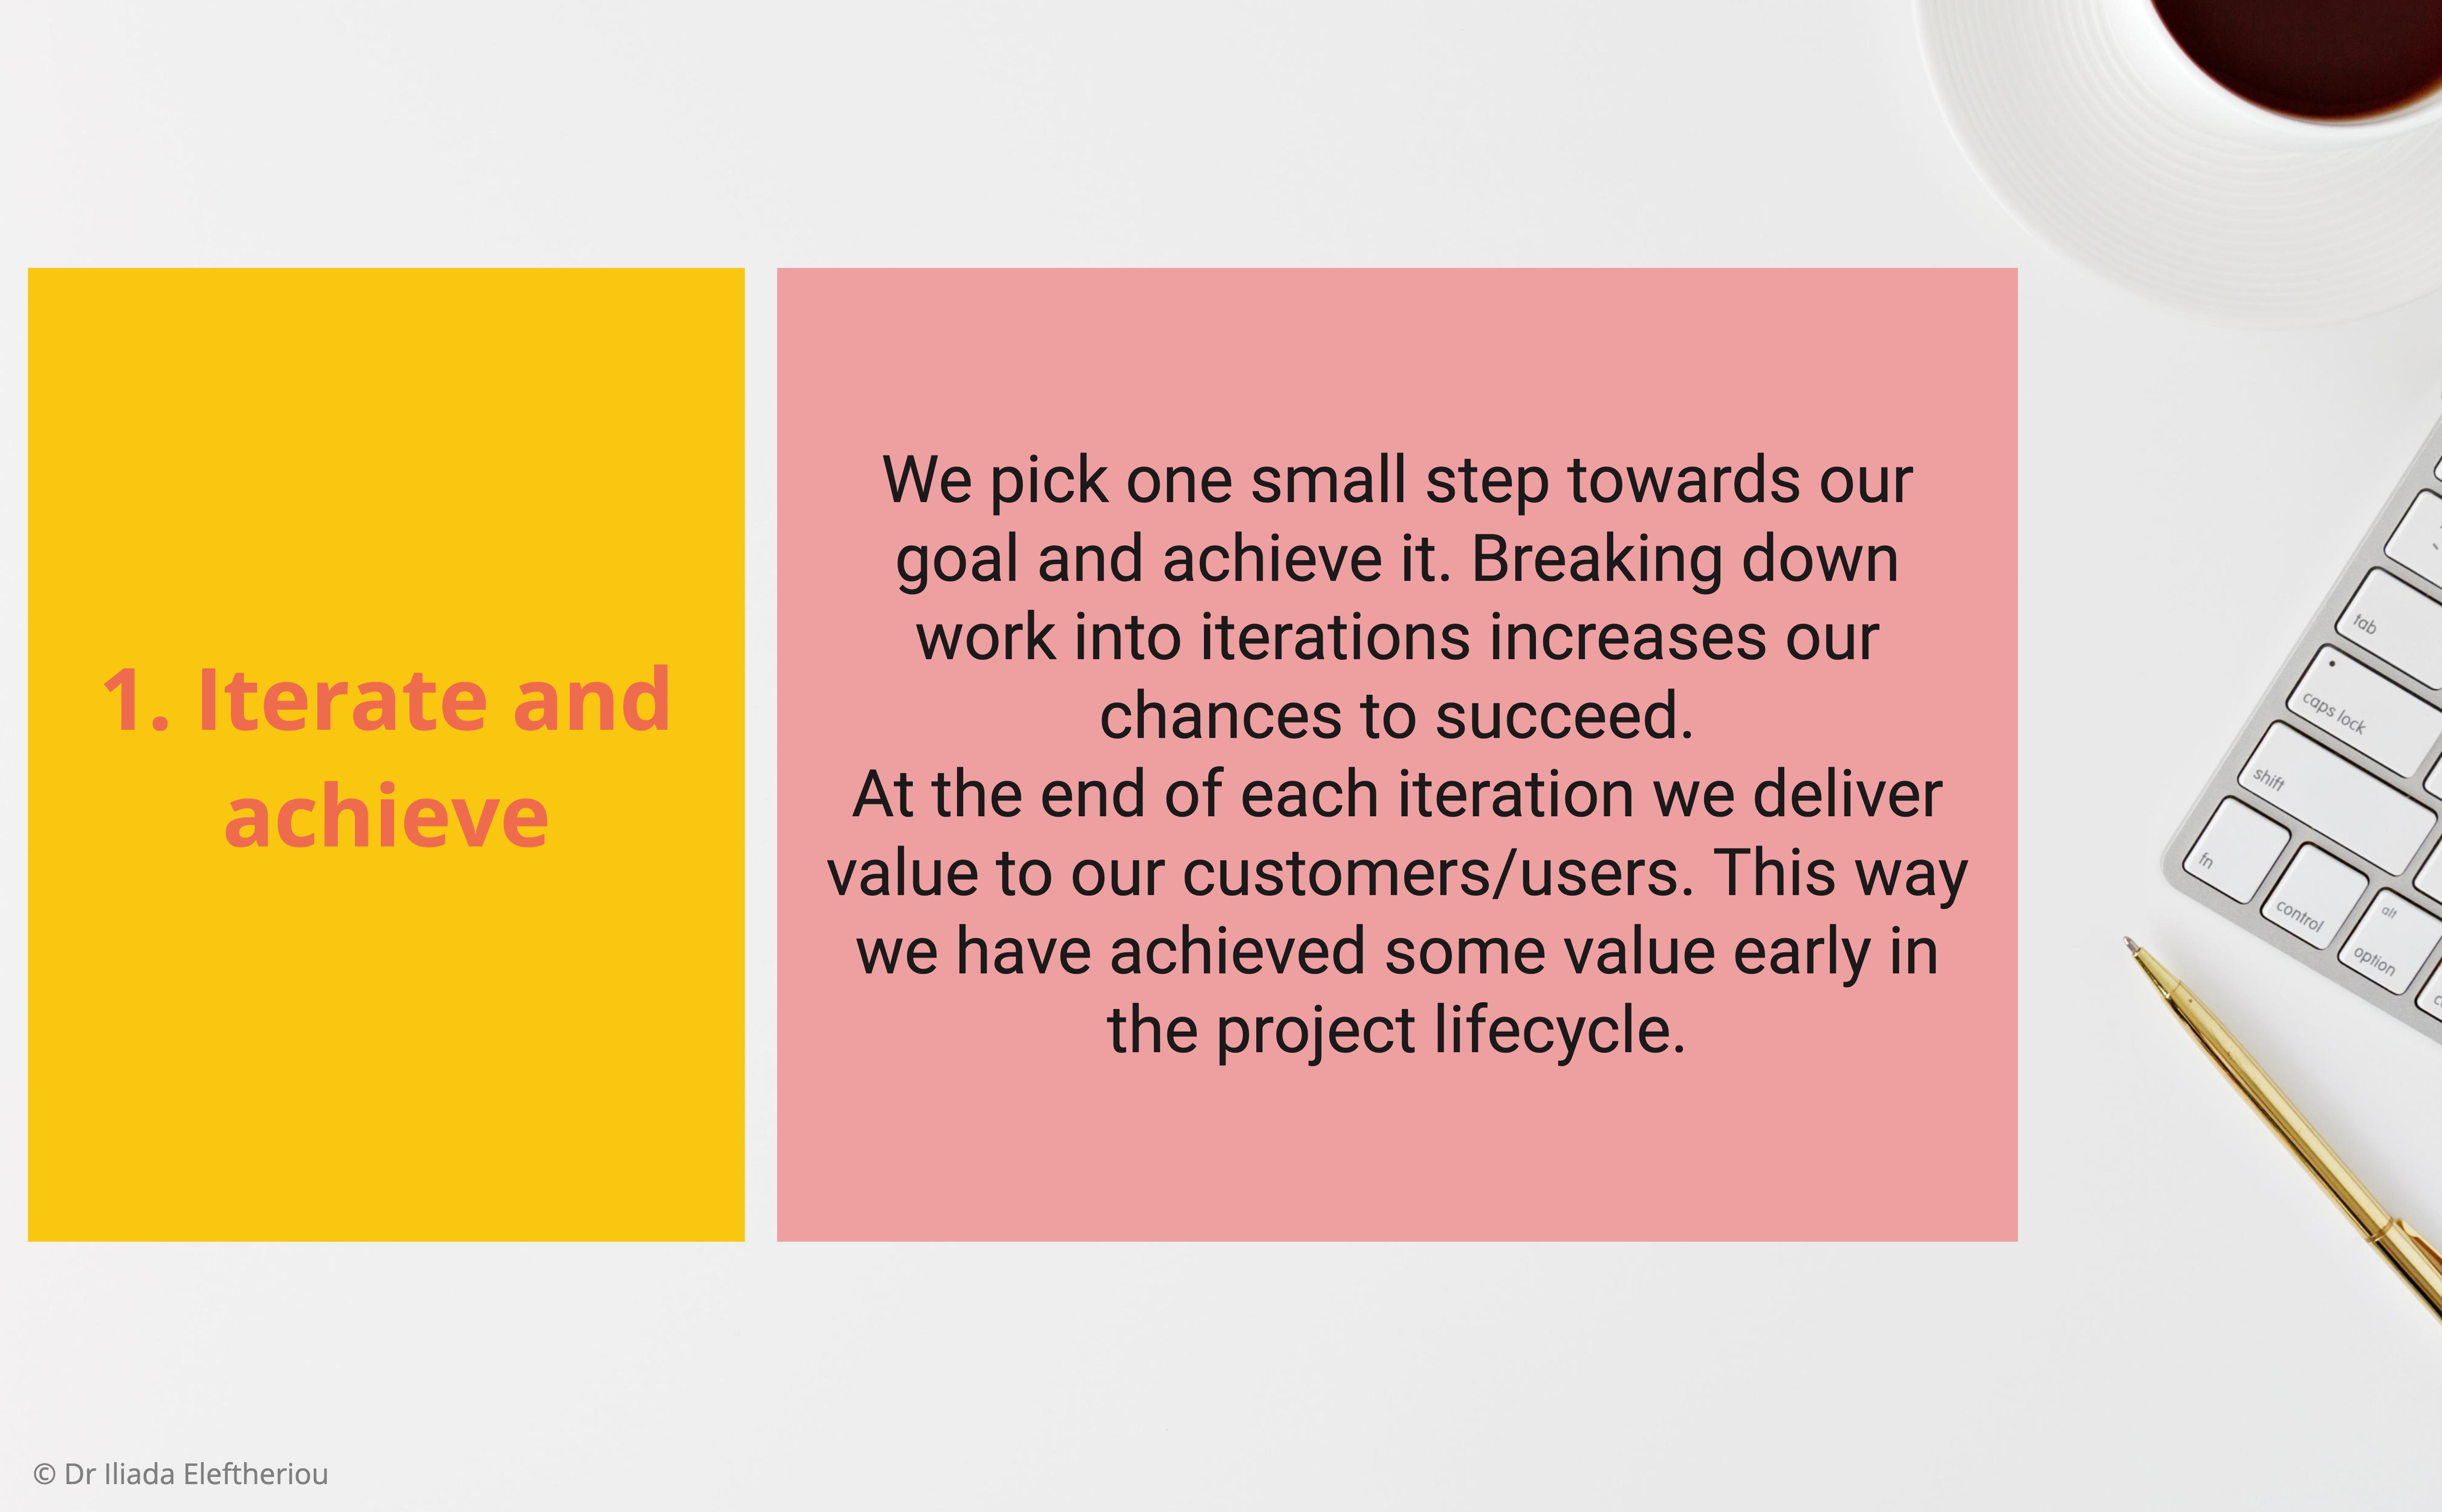 1. Iterate and
achieve
We pick one small step towards our
goal and achieve it. Breaking down
work into iterations increases our
chances to succeed.
At the end of each iteration we deliver
value to our customers/users. This way
we have achieved some value early in
the project lifecycle.
tab
caps lock
shift
fn
control
alt
option
© Dr Iliada Eleftheriou